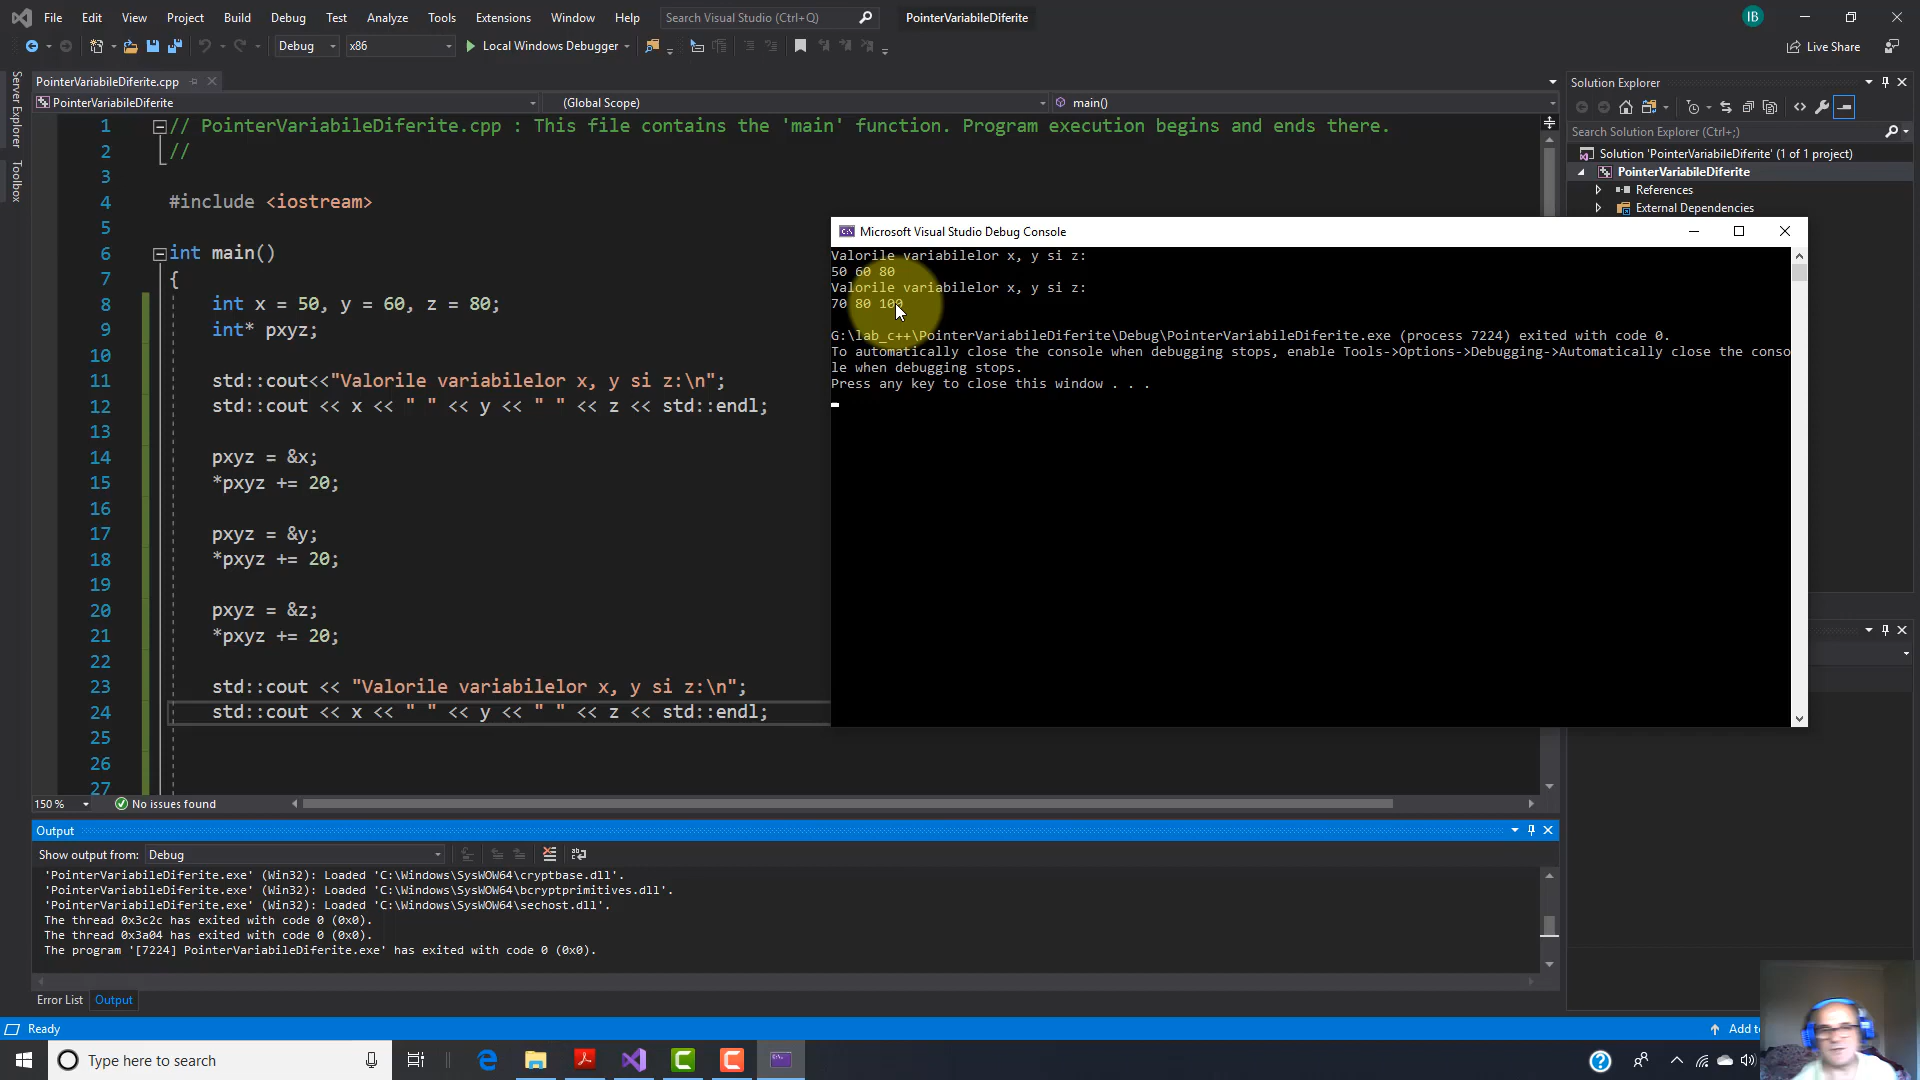 File Edit View Project Build Debug Test Analyze Tools Extensions Window Help Search Visual Studio (Ctrl+Q) PointerVariabileDiferite IB
Debug x86 Local Windows Debugger Live Share
Server Explorer
Toolbox
PointerVariabileDiferite.cpp
PointerVariabileDiferite (Global Scope) main()
1 // PointerVariabileDiferite.cpp : This file contains the 'main' function. Program execution begins and ends there.
2 //
3
4 #include <iostream>
5
6 int main()
7 {
8 int x = 50, y = 60, z = 80;
9 int* pxyz;
10
11 std::cout<<"Valorile variabilelor x, y si z:\n";
12 std::cout << x << " " << y << " " << z << std::endl;
13
14 pxyz = &x;
15 *pxyz += 20;
16
17 pxyz = &y;
18 *pxyz += 20;
19
20 pxyz = &z;
21 *pxyz += 20;
22
23 std::cout << "Valorile variabilelor x, y si z:\n";
24 std::cout << x << " " << y << " " << z << std::endl;
25
26
27
150 % No issues found
Microsoft Visual Studio Debug Console
Valorile variabilelor x, y si z:
50 60 80
Valorile variabilelor x, y si z:
70 80 100
G:\lab_c++\PointerVariabileDiferite\Debug\PointerVariabileDiferite.exe (process 7224) exited with code 0.
To automatically close the console when debugging stops, enable Tools->Options->Debugging->Automatically close the conso
le when debugging stops.
Press any key to close this window . . .
Solution Explorer
Search Solution Explorer (Ctrl+;)
Solution 'PointerVariabileDiferite' (1 of 1 project)
PointerVariabileDiferite
References
External Dependencies
Output
Show output from: Debug
'PointerVariabileDiferite.exe' (Win32): Loaded 'C:\Windows\SysWOW64\cryptbase.dll'.
'PointerVariabileDiferite.exe' (Win32): Loaded 'C:\Windows\SysWOW64\bcryptprimitives.dll'.
'PointerVariabileDiferite.exe' (Win32): Loaded 'C:\Windows\SysWOW64\sechost.dll'.
The thread 0x3c2c has exited with code 0 (0x0).
The thread 0x3a04 has exited with code 0 (0x0).
The program '[7224] PointerVariabileDiferite.exe' has exited with code 0 (0x0).
Error List Output
Ready Add to
Type here to search